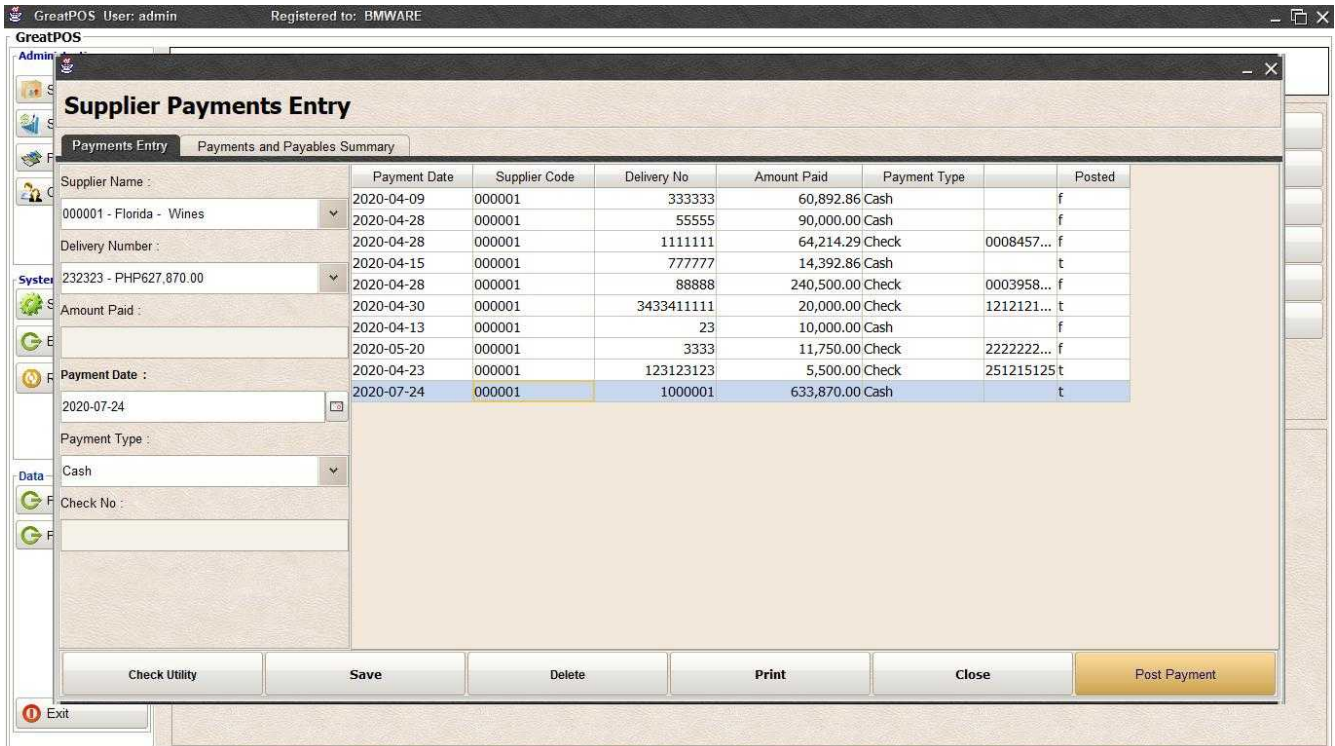 GreatPOS User: admin Registered to: BMWARE
GreatPOS
Supplier Payments Entry
Payments Entry Payments and Payables Summary
Supplier Name :
000001 - Florida - Wines
Delivery Number :
232323 - PHP627,870.00
Amount Paid :
Payment Date :
2020-07-24
Payment Type :
Cash
Check No :
Payment Date Supplier Code Delivery No Amount Paid Payment Type Posted
2020-04-09 000001 333333 60,892.86 Cash f
2020-04-28 000001 55555 90,000.00 Cash f
2020-04-28 000001 1111111 64,214.29 Check 0008457... f
2020-04-15 000001 777777 14,392.86 Cash t
2020-04-28 000001 88888 240,500.00 Check 0003958... f
2020-04-30 000001 3433411111 20,000.00 Check 1212121... t
2020-04-13 000001 23 10,000.00 Cash f
2020-05-20 000001 3333 11,750.00 Check 2222222... f
2020-04-23 000001 123123123 5,500.00 Check 251215125 t
2020-07-24 000001 1000001 633,870.00 Cash t
Check Utility Save Delete Print Close Post Payment
Data
Exit